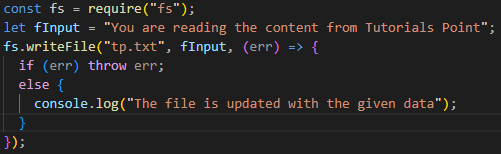 const fs = require("fs");
let fInput = "You are reading the content from Tutorials Point";
fs.writeFile("tp.txt", fInput, (err) => {
  if (err) throw err;
  else {
    console.log("The file is updated with the given data");
  }
});